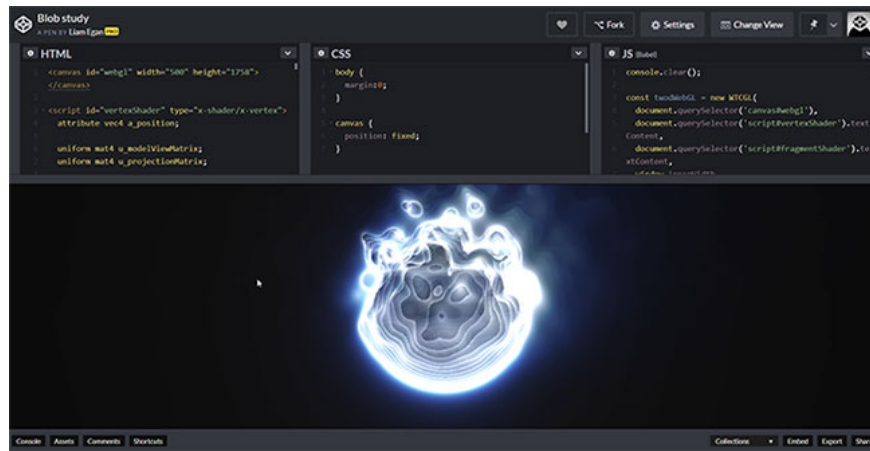 Blob study
A PEN BY Liam Egan PRO
Fork
Settings
Change View
HTML
<canvas id="webgl" width="500" height="1758">
</canvas>
<script id="vertexShader" type="x-shader/x-vertex">
attribute vec4 a_position;
uniform mat4 u_modelViewMatrix;
uniform mat4 u_projectionMatrix;
CSS
body {
margin:0;
}
canvas {
position: fixed;
}
JS (Babel)
console.clear();
const twodWebGL = new WTCGL(
document.querySelector('canvas#webgl'),
document.querySelector('script#vertexShader').text
Content,
document.querySelector('script#fragmentShader').te
xtContent,
window.innerWidth
Console
Assets
Comments
Shortcuts
Collections
Embed
Export
Shar